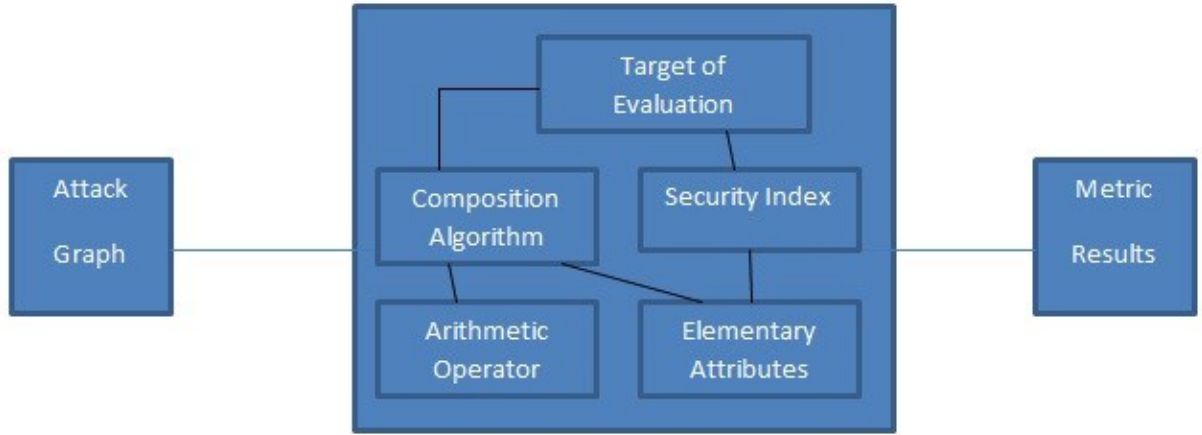 Target of
Evaluation
Attack
Graph
Composition
Algorithm
Security Index
Metric
Results
Arithmetic
Operator
Elementary
Attributes